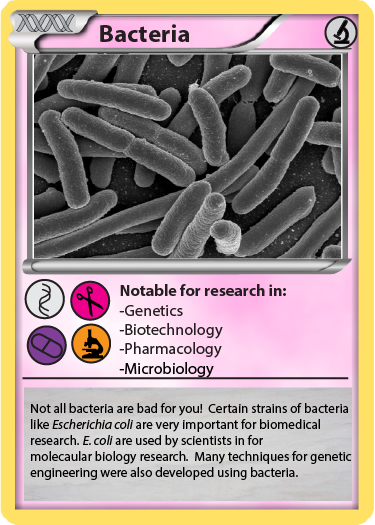 Bacteria
Notable for research in:
-Genetics
-Biotechnology
-Pharmacology
-Microbiology
Not all bacteria are bad for you! Certain strains of bacteria
like Escherichia coli are very important for biomedical
research. E. coli are used by scientists in for
molecaular biology research. Many techniques for genetic
engineering were also developed using bacteria.